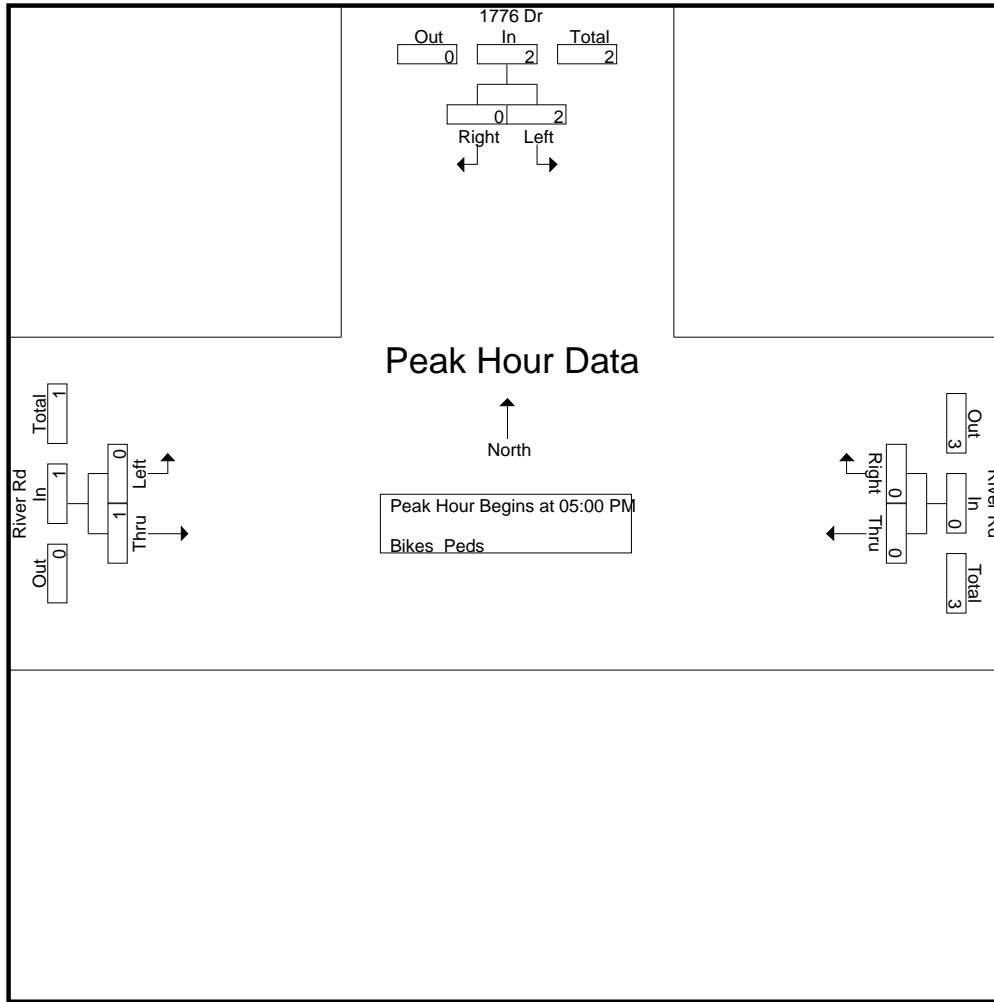 1776 Dr
Out In Total
0 2 2
0 2
Right Left
Peak Hour Data
North
Peak Hour Begins at 05:00 PM
Bikes Peds
River Rd
Out In Total
0 1 1
Thru Left
1 0
River Rd
Out In Total
3 0 3
Right Thru
0 0